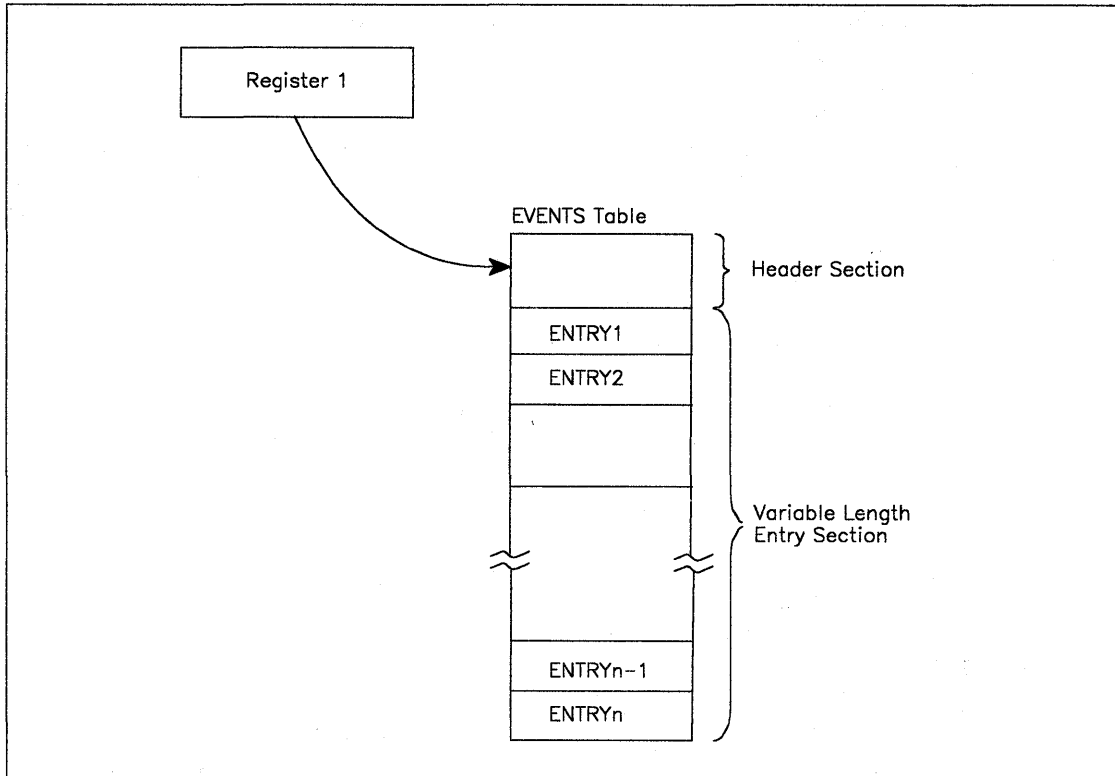 Register 1
EVENTS Table
Header Section
ENTRY1
ENTRY2
Variable Length
Entry Section
ENTRYn-1
ENTRYn